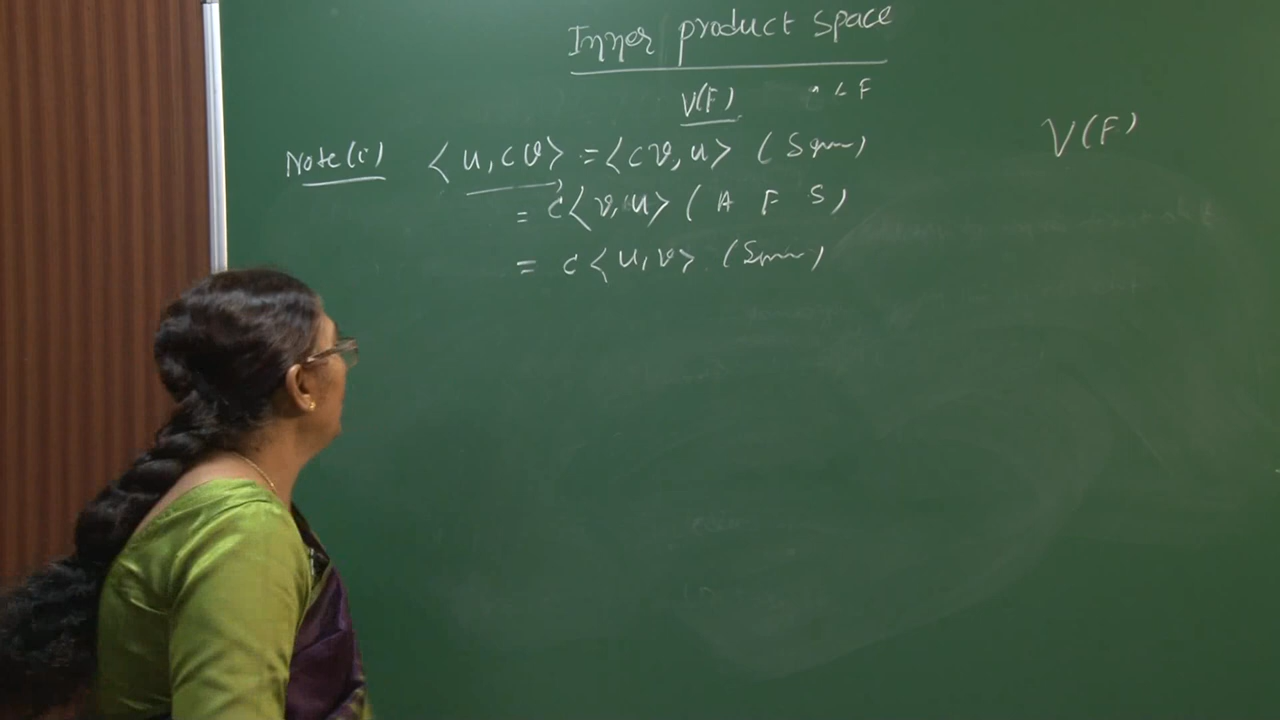 Inner product space
V(F) F
V(F)
Note(i) < u, cv > = < cv, u > (Sym)
= c < v, u > ( A F S )
= c < u, v > (Sym)